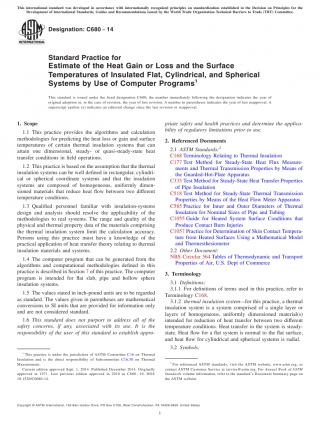 This international standard was developed in accordance with internationally recognized principles on standardization established in the Decision on Principles for the
Development of International Standards, Guides and Recommendations issued by the World Trade Organization Technical Barriers to Trade (TBT) Committee.
Designation: C680 - 14
Standard Practice for
Estimate of the Heat Gain or Loss and the Surface
Temperatures of Insulated Flat, Cylindrical, and Spherical
Systems by Use of Computer Programs1
This standard is issued under the fixed designation C680; the number immediately following the designation indicates the year of
original adoption or, in the case of revision, the year of last revision. A number in parentheses indicates the year of last reapproval. A
superscript epsilon (ε) indicates an editorial change since the last revision or reapproval.
1. Scope
1.1 This practice provides the algorithms and calculation
methodologies for predicting the heat loss or gain and surface
temperatures of certain thermal insulation systems that can
attain one dimensional, steady- or quasi-steady-state heat
transfer conditions in field operations.
1.2 This practice is based on the assumption that the thermal
insulation systems can be well defined in rectangular, cylindri-
cal or spherical coordinate systems and that the insulation
systems are composed of homogeneous, uniformly dimen-
sioned materials that reduce heat flow between two different
temperature conditions.
1.3 Qualified personnel familiar with insulation-systems
design and analysis should resolve the applicability of the
methodologies to real systems. The range and quality of the
physical and thermal property data of the materials comprising
the thermal insulation system limit the calculation accuracy.
Persons using this practice must have a knowledge of the
practical application of heat transfer theory relating to thermal
insulation materials and systems.
1.4 The computer program that can be generated from the
algorithms and computational methodologies defined in this
practice is described in Section 7 of this practice. The computer
program is intended for flat slab, pipe and hollow sphere
insulation systems.
1.5 The values stated in inch-pound units are to be regarded
as standard. The values given in parentheses are mathematical
conversions to SI units that are provided for information only
and are not considered standard.
1.6 This standard does not purport to address all of the
safety concerns, if any, associated with its use. It is the
responsibility of the user of this standard to establish appro-
1 This practice is under the jurisdiction of ASTM Committee C16 on Thermal
Insulation and is the direct responsibility of Subcommittee C16.30 on Thermal
Measurement.
Current edition approved Sept. 1, 2014. Published December 2014. Originally
approved in 1971. Last previous edition approved in 2010 as C680 - 10. DOI:
10.1520/C0680-14.
priate safety and health practices and determine the applica-
bility of regulatory limitations prior to use.
2. Referenced Documents
2.1 ASTM Standards:2
C168 Terminology Relating to Thermal Insulation
C177 Test Method for Steady-State Heat Flux Measure-
ments and Thermal Transmission Properties by Means of
the Guarded-Hot-Plate Apparatus
C335 Test Method for Steady-State Heat Transfer Properties
of Pipe Insulation
C518 Test Method for Steady-State Thermal Transmission
Properties by Means of the Heat Flow Meter Apparatus
C585 Practice for Inner and Outer Diameters of Thermal
Insulation for Nominal Sizes of Pipe and Tubing
C1055 Guide for Heated System Surface Conditions that
Produce Contact Burn Injuries
C1057 Practice for Determination of Skin Contact Tempera-
ture from Heated Surfaces Using a Mathematical Model
and Thermesthesiometer
2.2 Other Document:
NBS Circular 564 Tables of Thermodynamic and Transport
Properties of Air, U.S. Dept of Commerce
3. Terminology
3.1 Definitions:
3.1.1 For definitions of terms used in this practice, refer to
Terminology C168.
3.1.2 thermal insulation system—for this practice, a thermal
insulation system is a system comprised of a single layer or
layers of homogeneous, uniformly dimensioned material(s)
intended for reduction of heat transfer between two different
temperature conditions. Heat transfer in the system is steady-
state. Heat flow for a flat system is normal to the flat surface,
and heat flow for cylindrical and spherical systems is radial.
3.2 Symbols:
2 For referenced ASTM standards, visit the ASTM website, www.astm.org, or
contact ASTM Customer Service at service@astm.org. For Annual Book of ASTM
Standards volume information, refer to the standard's Document Summary page on
the ASTM website.
Copyright © ASTM International, 100 Barr Harbor Drive, PO Box C700, West Conshohocken, PA 19428-2959. United States
1